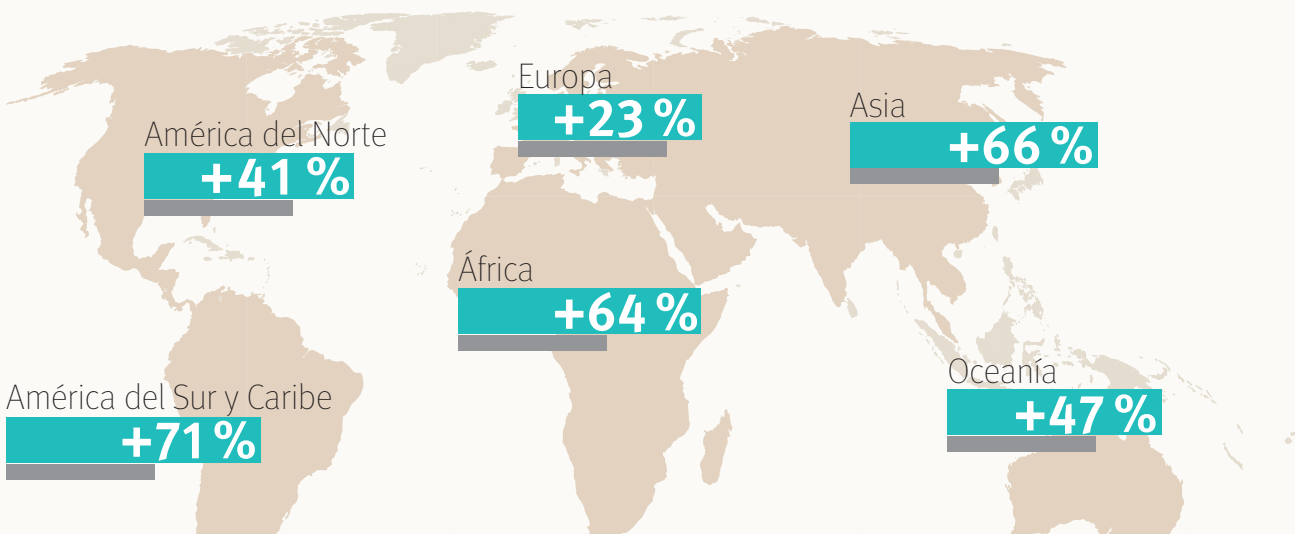 Europa
+23 %
Asia
+66 %
América del Norte
+41 %
África
+64 %
Oceanía
+47 %
América del Sur y Caribe
+71 %